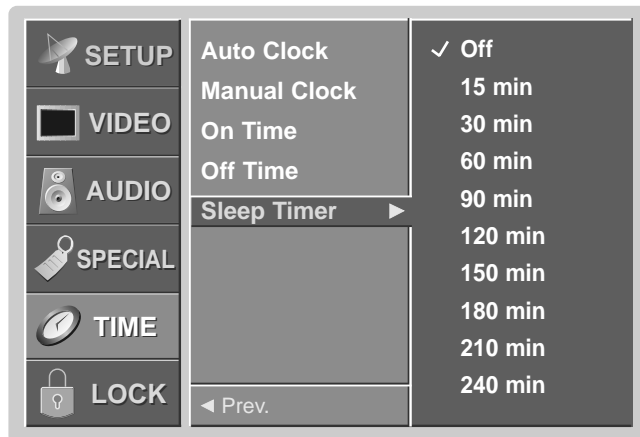 SETUP
VIDEO
AUDIO
SPECIAL
TIME
LOCK
Auto Clock
Manual Clock
On Time
Off Time
Sleep Timer ►
◄ Prev.
✓ Off
15 min
30 min
60 min
90 min
120 min
150 min
180 min
210 min
240 min